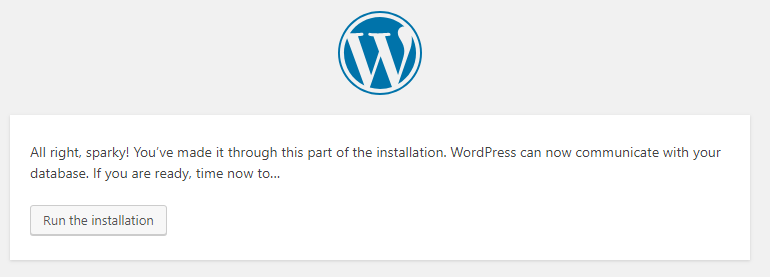 All right, sparky! You’ve made it through this part of the installation. WordPress can now communicate with your
database. If you are ready, time now to…
Run the installation